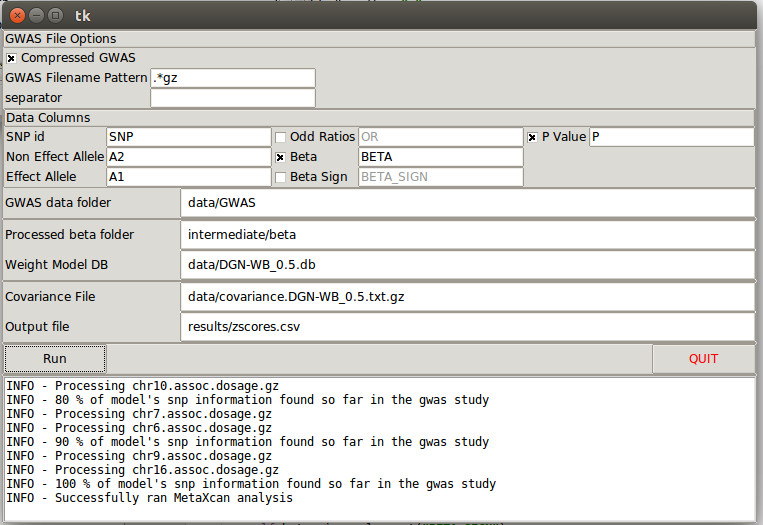 tk
GWAS File Options
Compressed GWAS
GWAS Filename Pattern .*gz
separator
Data Columns
SNP id SNP Odd Ratios OR P Value P
Non Effect Allele A2 Beta BETA
Effect Allele A1 Beta Sign BETA_SIGN
GWAS data folder data/GWAS
Processed beta folder intermediate/beta
Weight Model DB data/DGN-WB_0.5.db
Covariance File data/covariance.DGN-WB_0.5.txt.gz
Output file results/zscores.csv
Run QUIT
INFO - Processing chr10.assoc.dosage.gz
INFO - 80 % of model's snp information found so far in the gwas study
INFO - Processing chr7.assoc.dosage.gz
INFO - Processing chr6.assoc.dosage.gz
INFO - 90 % of model's snp information found so far in the gwas study
INFO - Processing chr9.assoc.dosage.gz
INFO - Processing chr16.assoc.dosage.gz
INFO - 100 % of model's snp information found so far in the gwas study
INFO - Successfully ran MetaXcan analysis